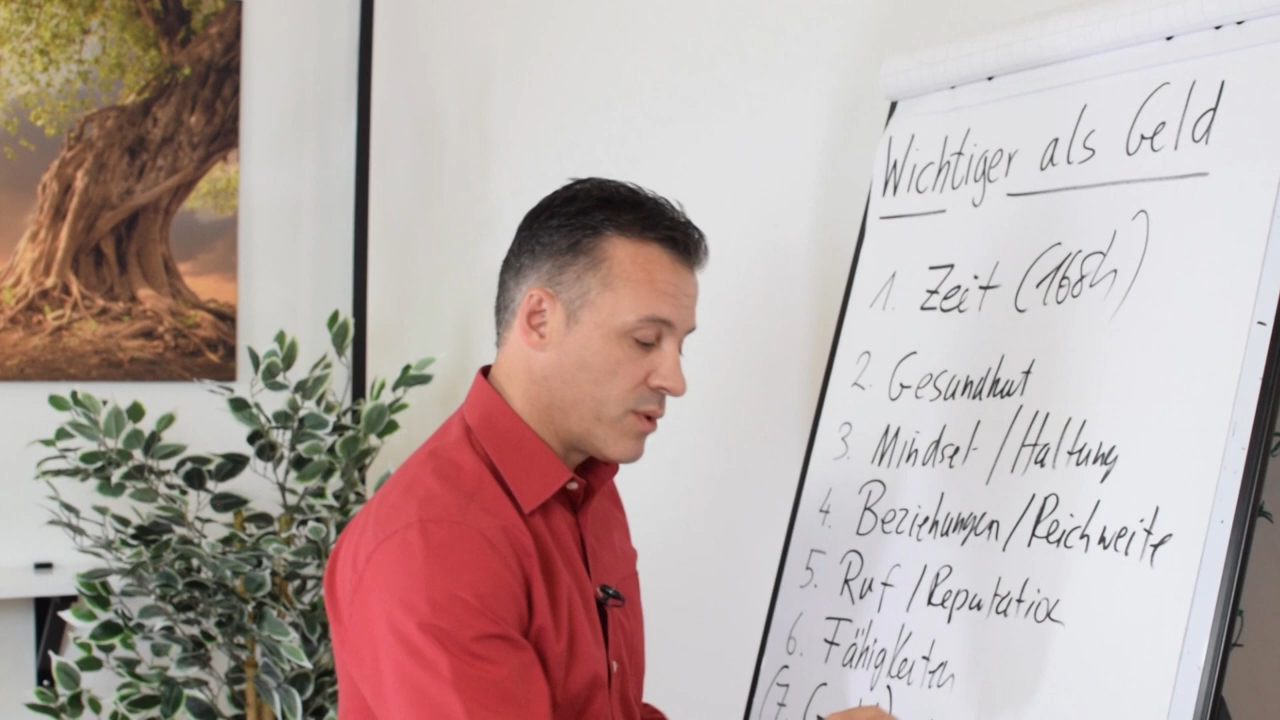 Wichtiger als Geld
1. Zeit (168h)
2. Gesundheit
3. Mindset / Haltung
4. Beziehungen / Reichweite
5. Ruf / Reputation
6. Fähigkeiten
(7. (